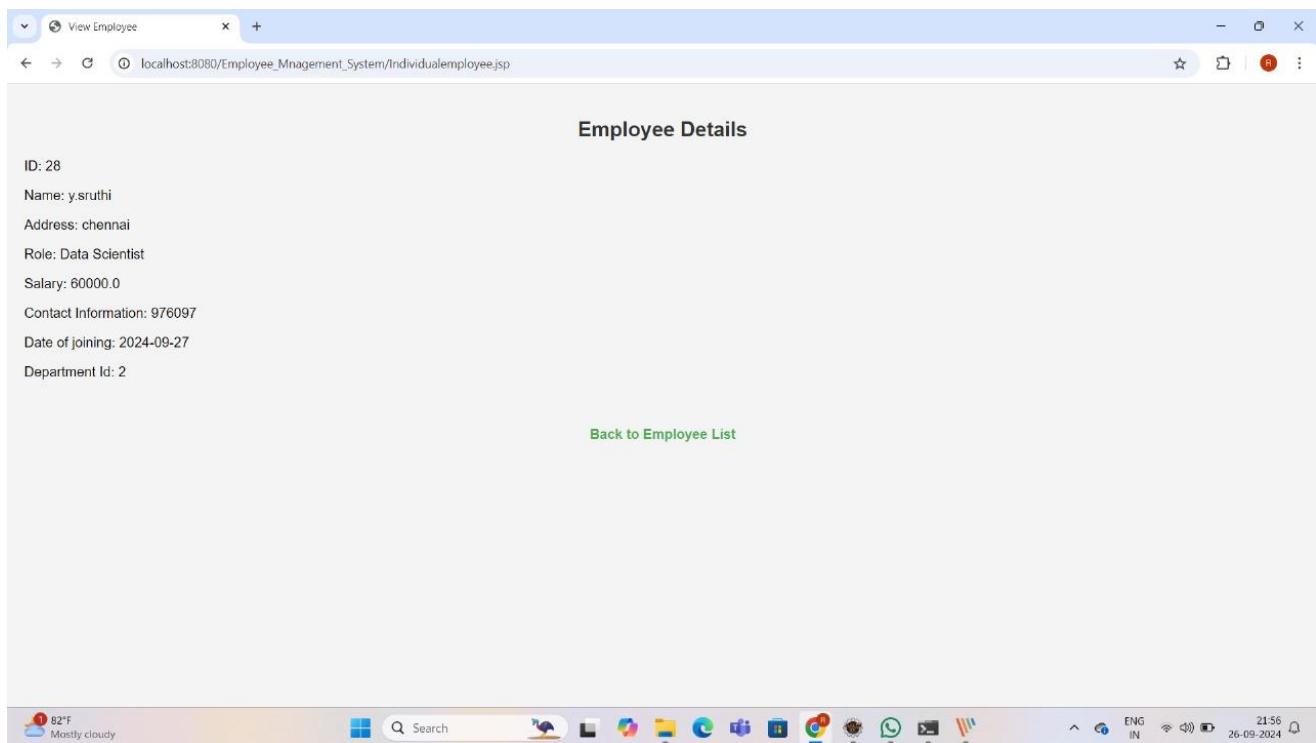 View Employee
localhost:8080/Employee_Mnagement_System/Individualemployee.jsp
R
Employee Details
ID: 28
Name: y.sruthi
Address: chennai
Role: Data Scientist
Salary: 60000.0
Contact Information: 976097
Date of joining: 2024-09-27
Department Id: 2
Back to Employee List
1
82°F
Mostly cloudy
Search
ENG
IN
21:56
26-09-2024